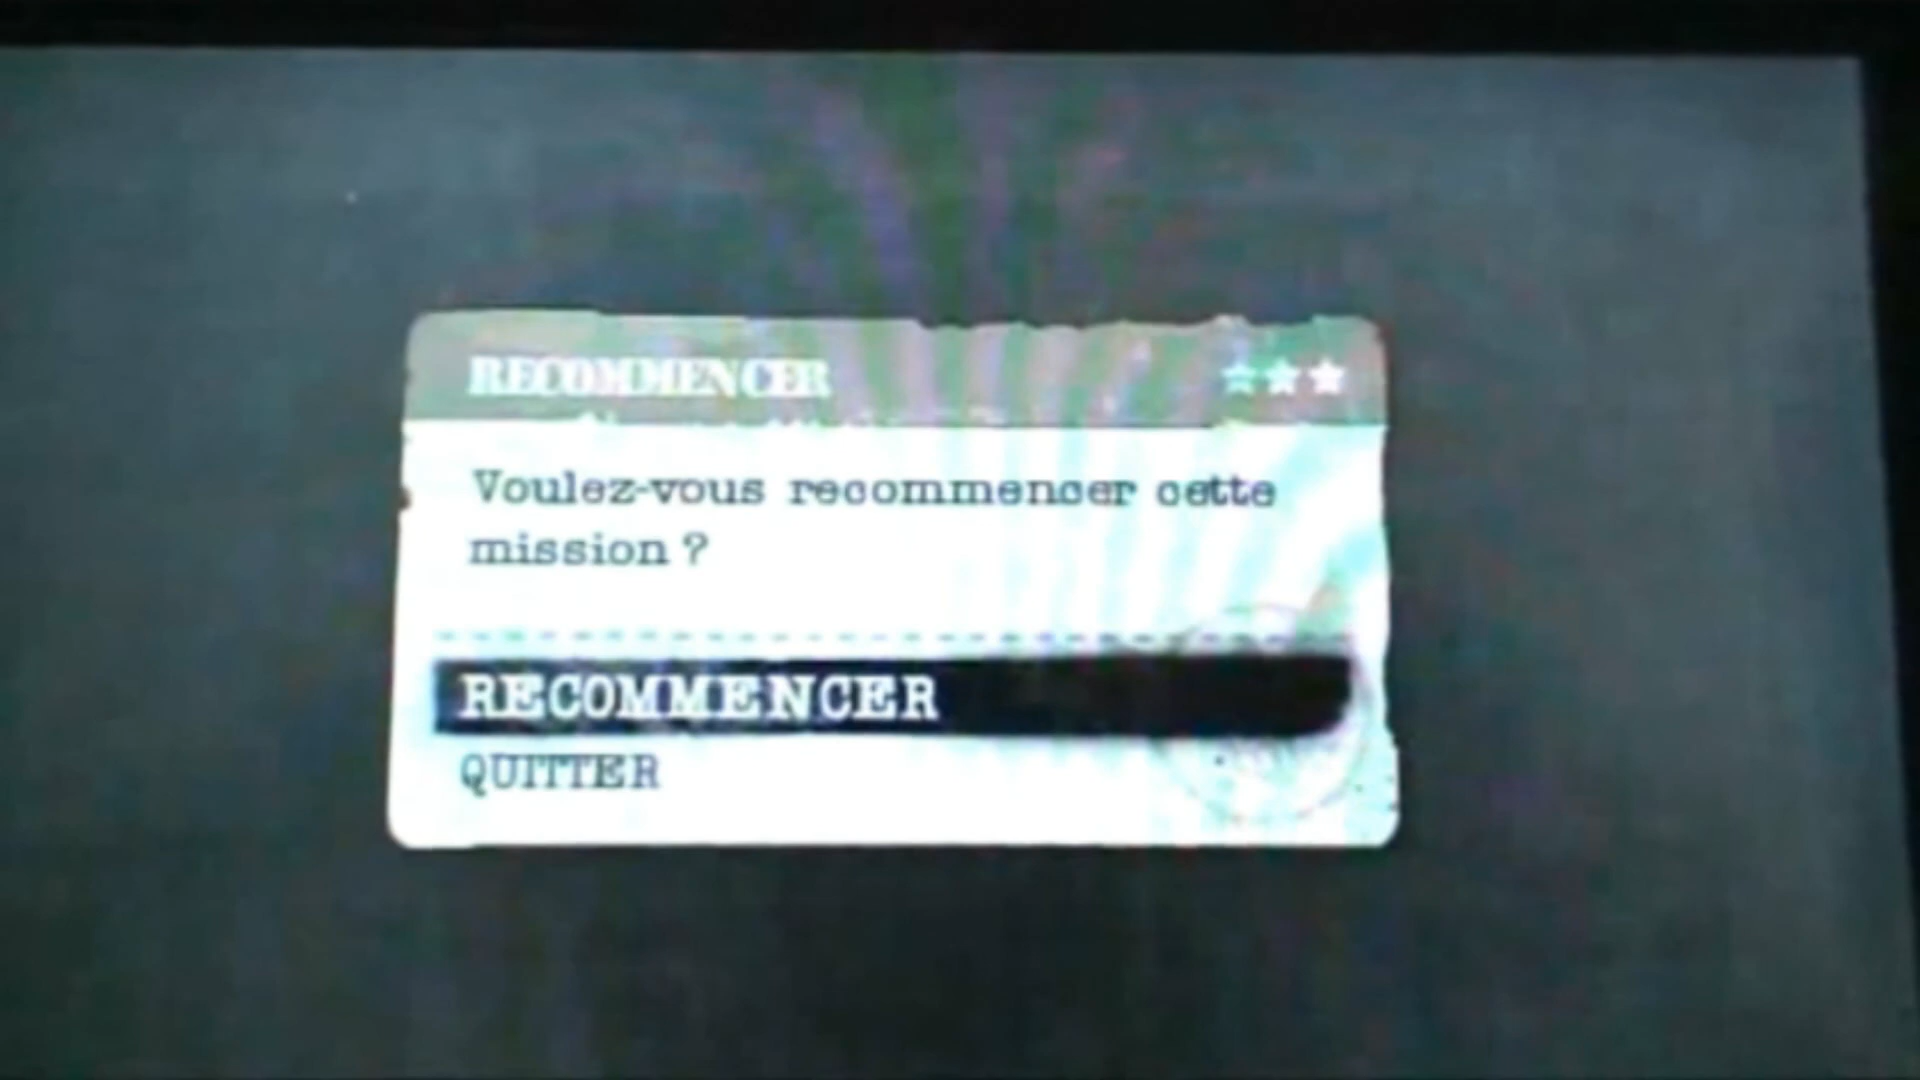 RECOMMENCER
Voulez-vous recommencer cette
mission ?
RECOMMENCER
QUITTER